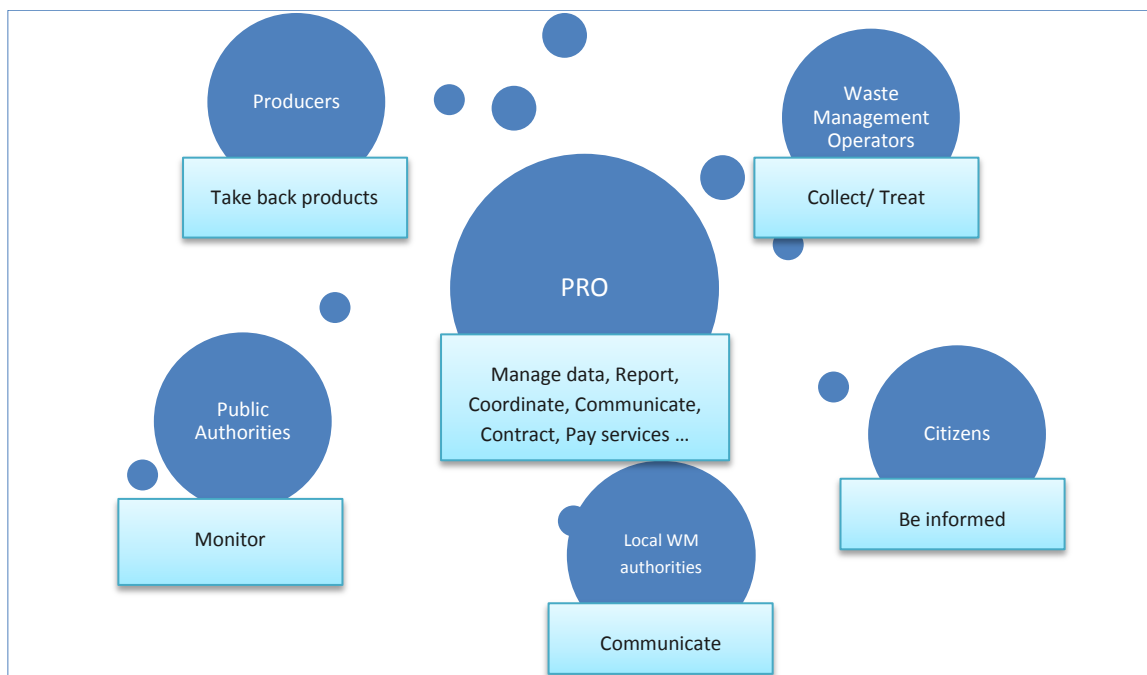 Producers
Take back products
Waste
Management
Operators
Collect/ Treat
PRO
Manage data, Report,
Coordinate, Communicate,
Contract, Pay services ...
Public
Authorities
Monitor
Citizens
Be informed
Local WM
authorities
Communicate